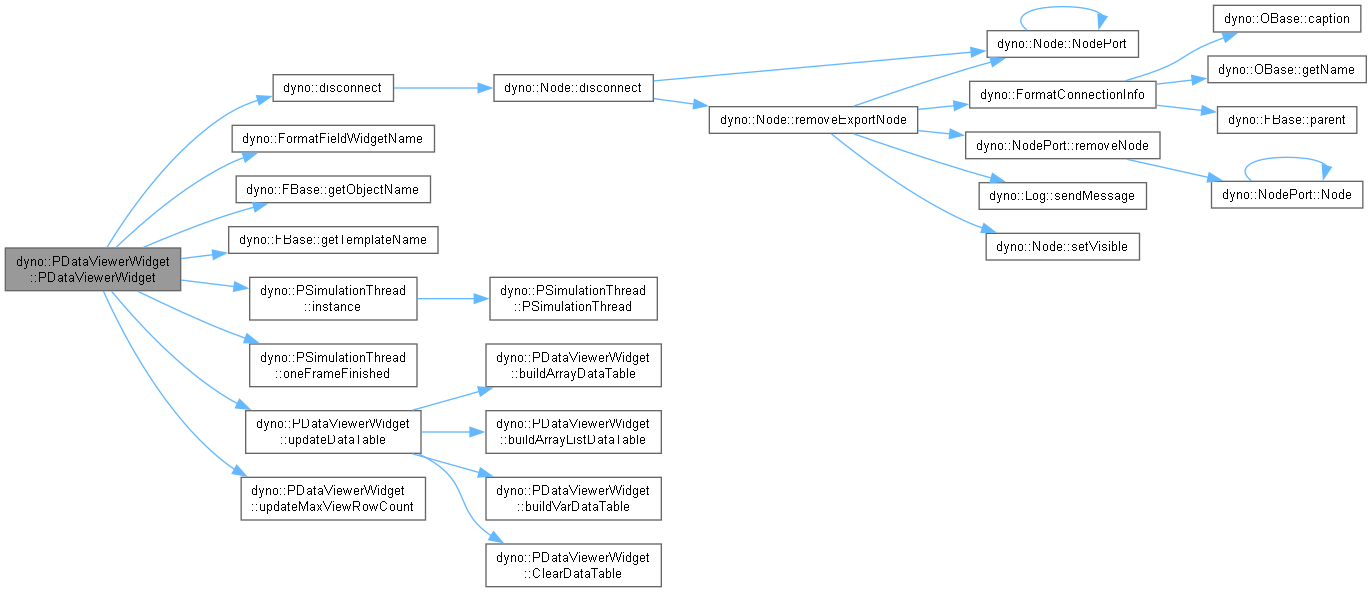 dyno::PDataViewerWidget
::PDataViewerWidget
dyno::disconnect
dyno::FormatFieldWidgetName
dyno::FBase::getObjectName
dyno::FBase::getTemplateName
dyno::PSimulationThread
::instance
dyno::PSimulationThread
::oneFrameFinished
dyno::PDataViewerWidget
::updateDataTable
dyno::PDataViewerWidget
::updateMaxViewRowCount
dyno::Node::disconnect
dyno::PSimulationThread
::PSimulationThread
dyno::PDataViewerWidget
::buildArrayDataTable
dyno::PDataViewerWidget
::buildArrayListDataTable
dyno::PDataViewerWidget
::buildVarDataTable
dyno::PDataViewerWidget
::ClearDataTable
dyno::Node::removeExportNode
dyno::Node::NodePort
dyno::FormatConnectionInfo
dyno::NodePort::removeNode
dyno::Log::sendMessage
dyno::Node::setVisible
dyno::OBase::caption
dyno::OBase::getName
dyno::FBase::parent
dyno::NodePort::Node